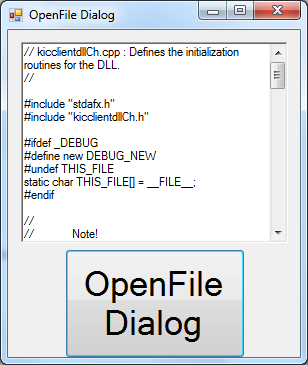 OpenFile Dialog
// kicclientdllCh.cpp : Defines the initialization
routines for the DLL.
//
#include "stdafx.h"
#include "kicclientdllCh.h"
#ifdef _DEBUG
#define new DEBUG_NEW
#undef THIS_FILE
static char THIS_FILE[] = __FILE__;
#endif
//
// Note!
OpenFile
Dialog